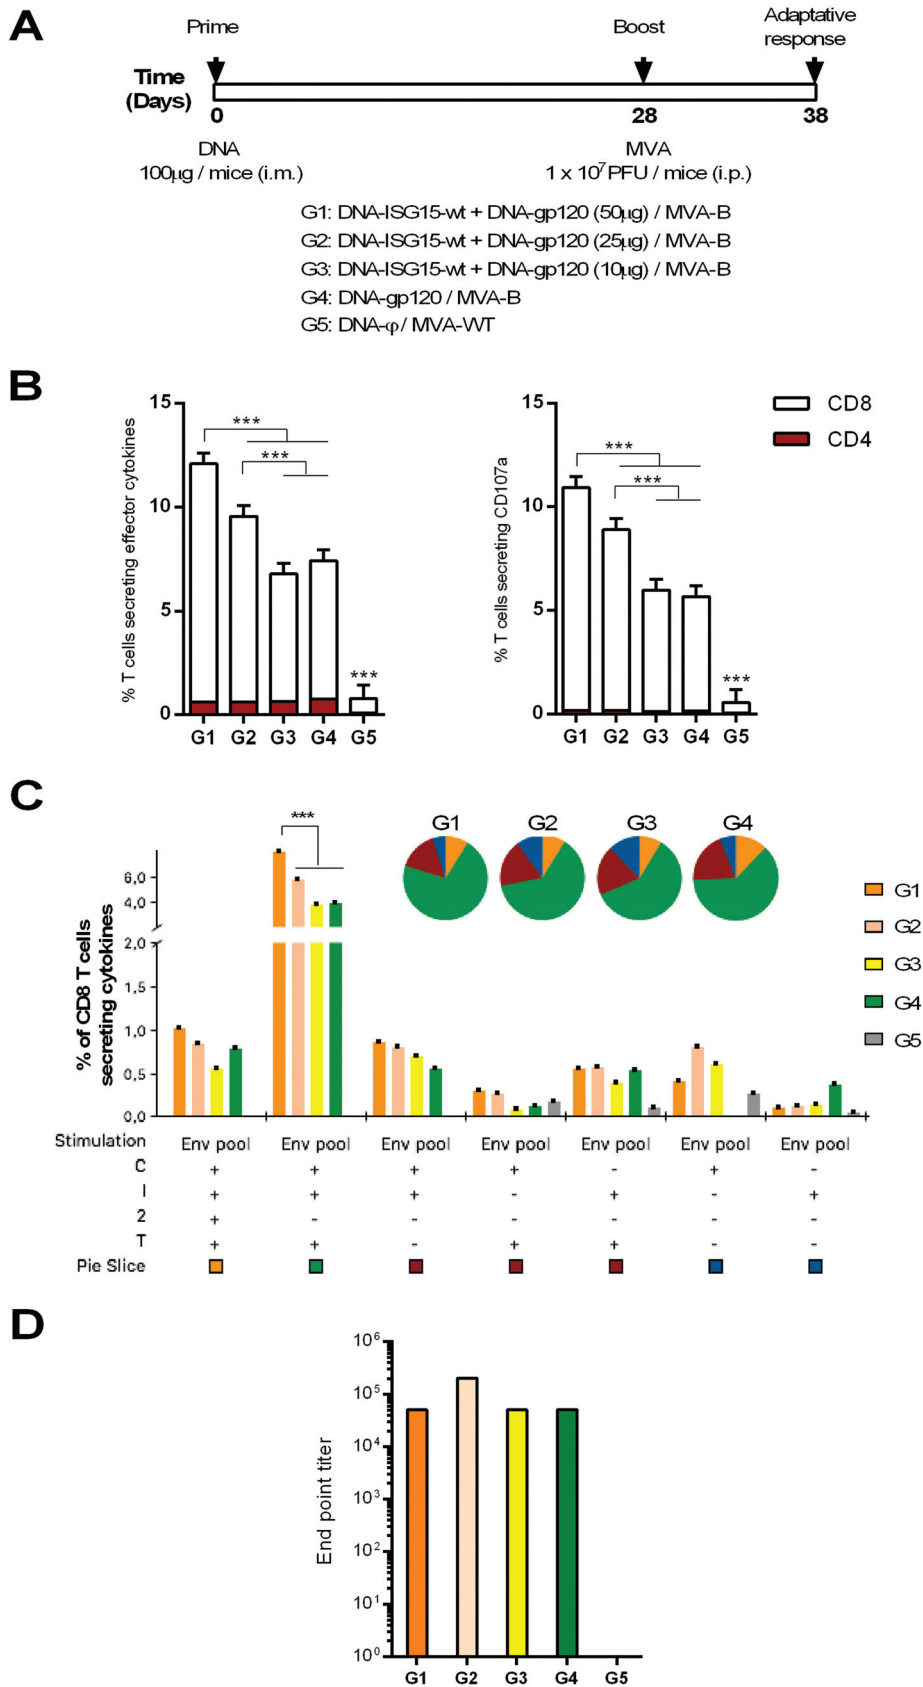 A
Prime Boost Adaptative response
Time (Days)
0 28 38
DNA MVA
100µg / mice (i.m.) 1 x 10⁷ PFU / mice (i.p.)
G1: DNA-ISG15-wt + DNA-gp120 (50µg) / MVA-B
G2: DNA-ISG15-wt + DNA-gp120 (25µg) / MVA-B
G3: DNA-ISG15-wt + DNA-gp120 (10µg) / MVA-B
G4: DNA-gp120 / MVA-B
G5: DNA-φ / MVA-WT
B
% T cells secreting effector cytokines
15
10
5
0
***
***
***
G1 G2 G3 G4 G5
% T cells secreting CD107a
15
10
5
0
***
***
***
G1 G2 G3 G4 G5
CD8
CD4
C
% of CD8 T cells secreting cytokines
6,0
4,0
2,0
1,5
1,0
0,5
0,0
***
G1 G2 G3 G4
G1
G2
G3
G4
G5
Stimulation Env pool Env pool Env pool Env pool Env pool Env pool Env pool
C + + + + - + -
I + + + - + - +
2 + - - - - - -
T + + - + + - -
Pie Slice
D
End point titer
10⁶
10⁵
10⁴
10³
10²
10¹
10⁰
G1 G2 G3 G4 G5